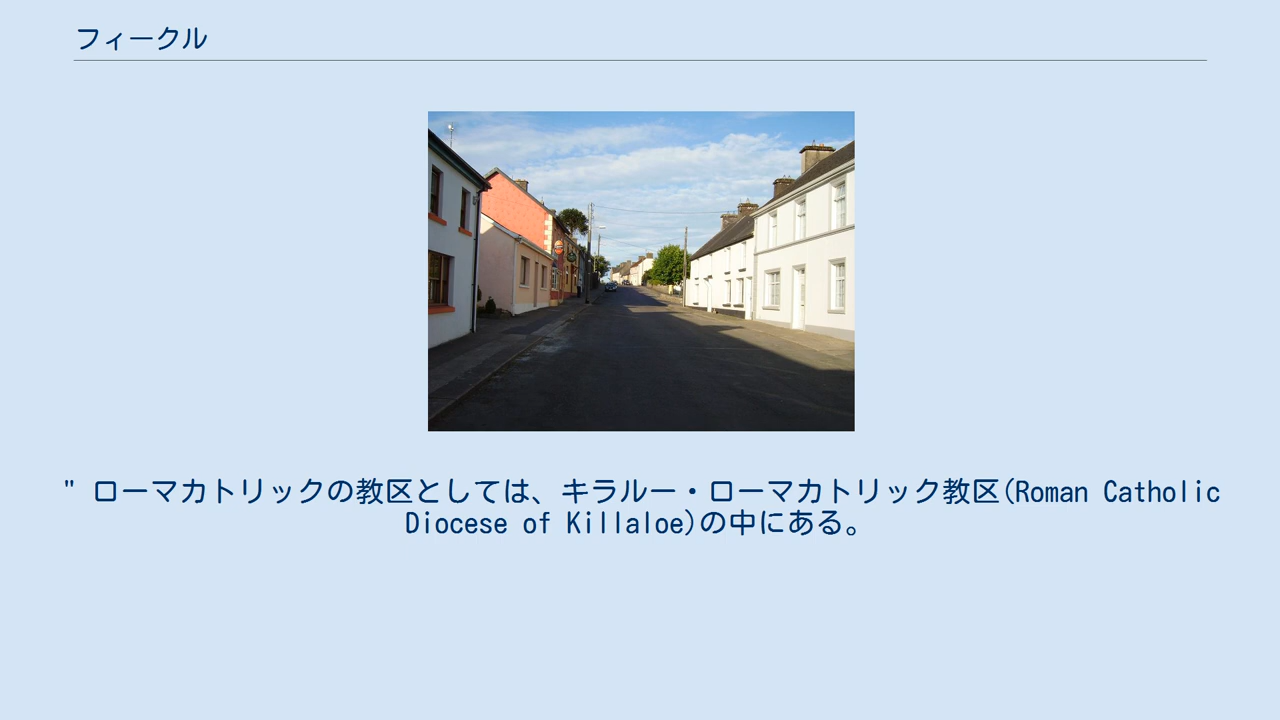 フィークル
" ローマカトリックの教区としては、キラルー・ローマカトリック教区(Roman Catholic
Diocese of Killaloe)の中にある。